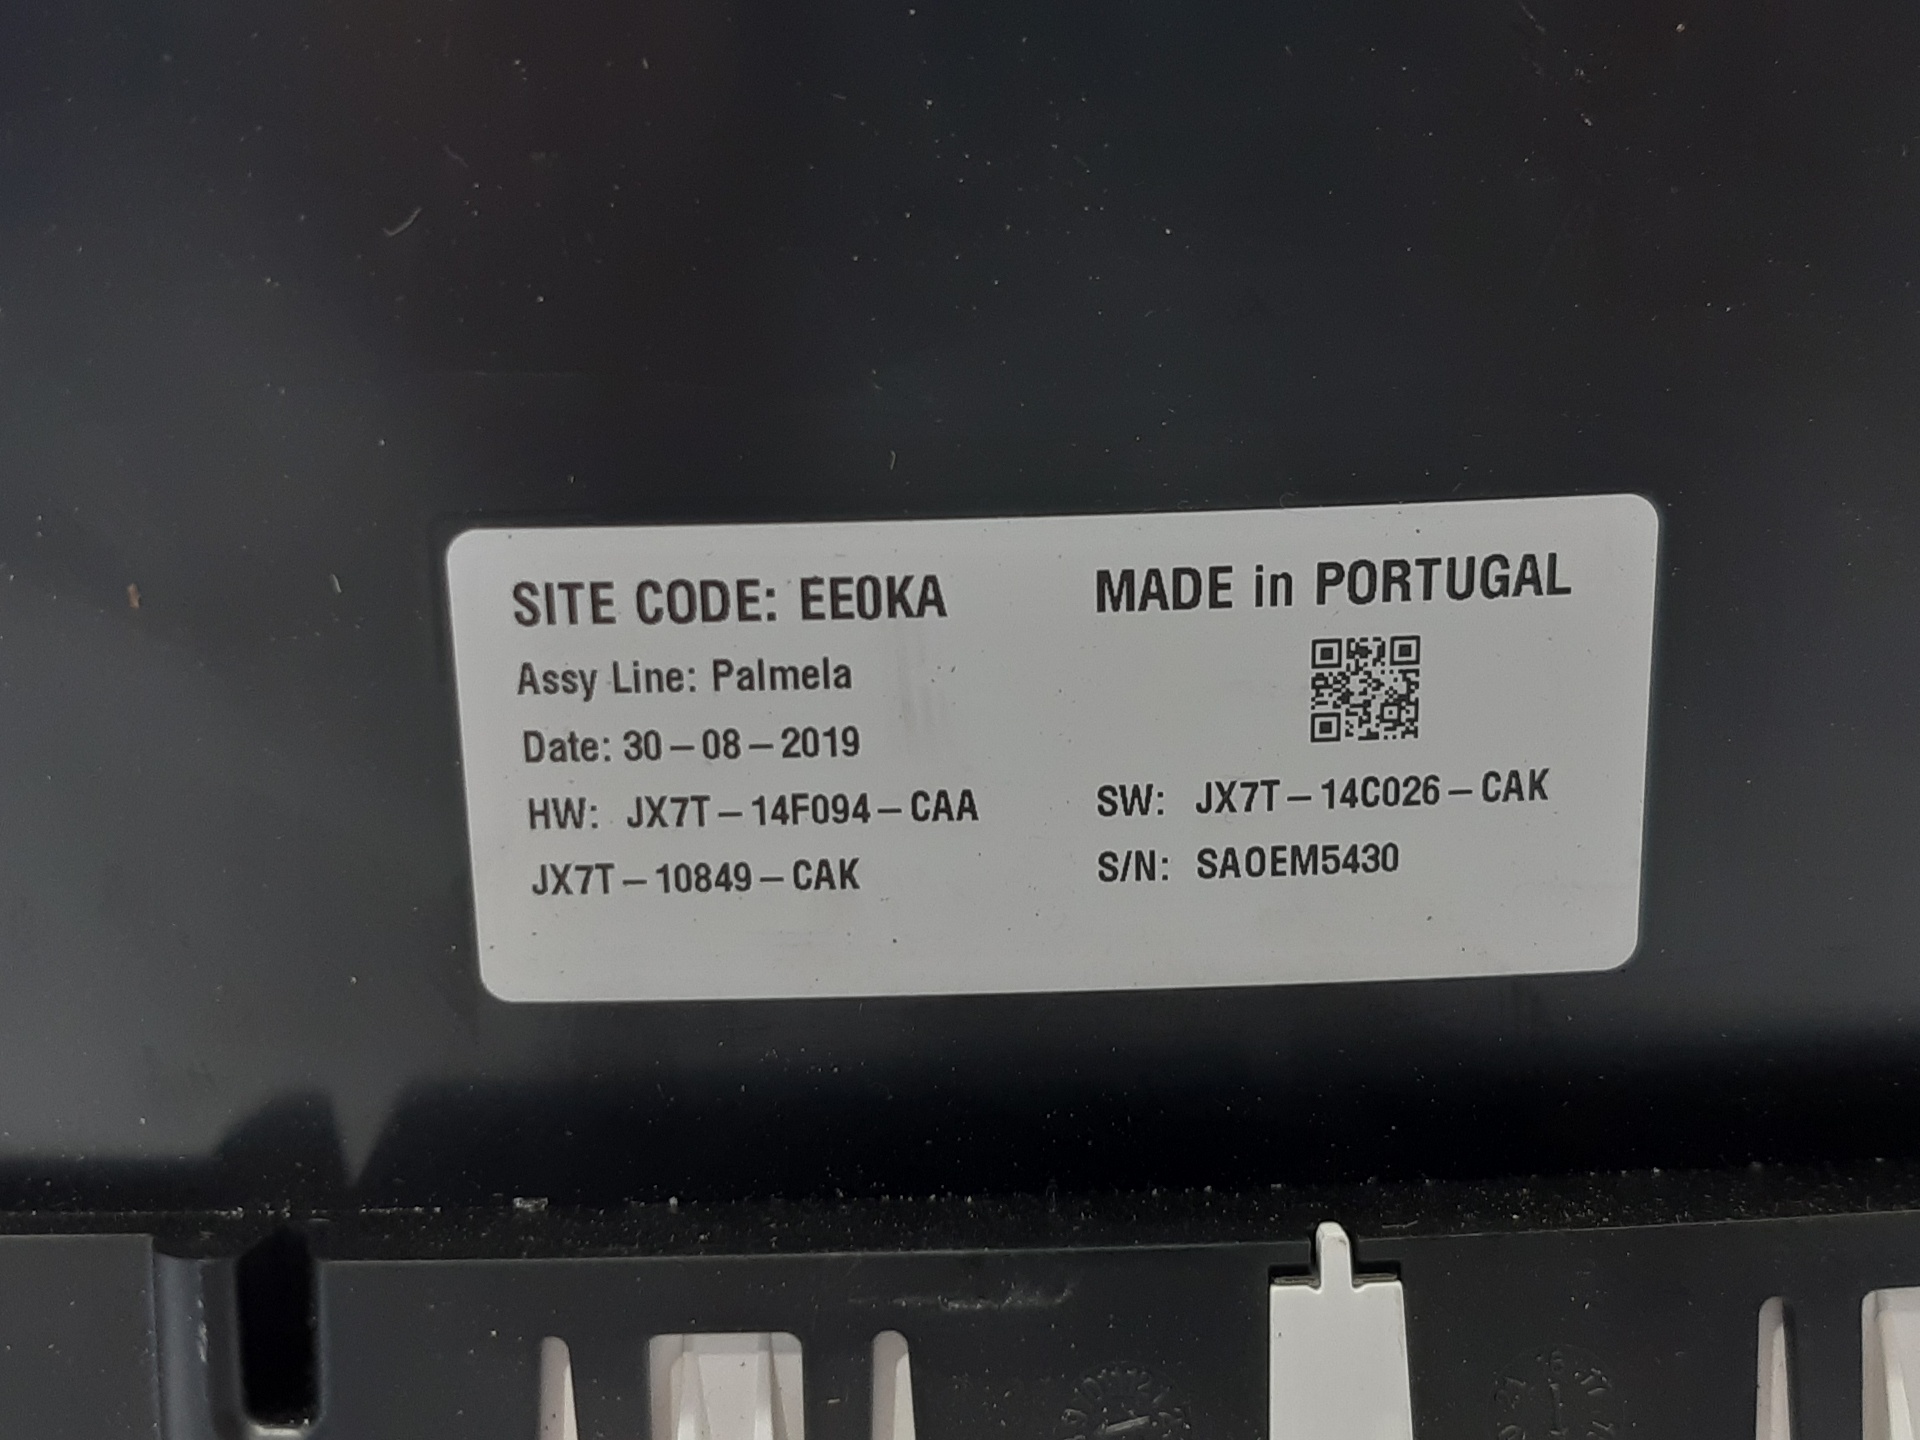 SITE CODE: EE0KA
MADE in PORTUGAL
Assy Line: Palmela
Date: 30-08-2019
HW: JX7T-14F094-CAA
SW: JX7T-14C026-CAK
JX7T-10849-CAK
S/N: SA0EM5430